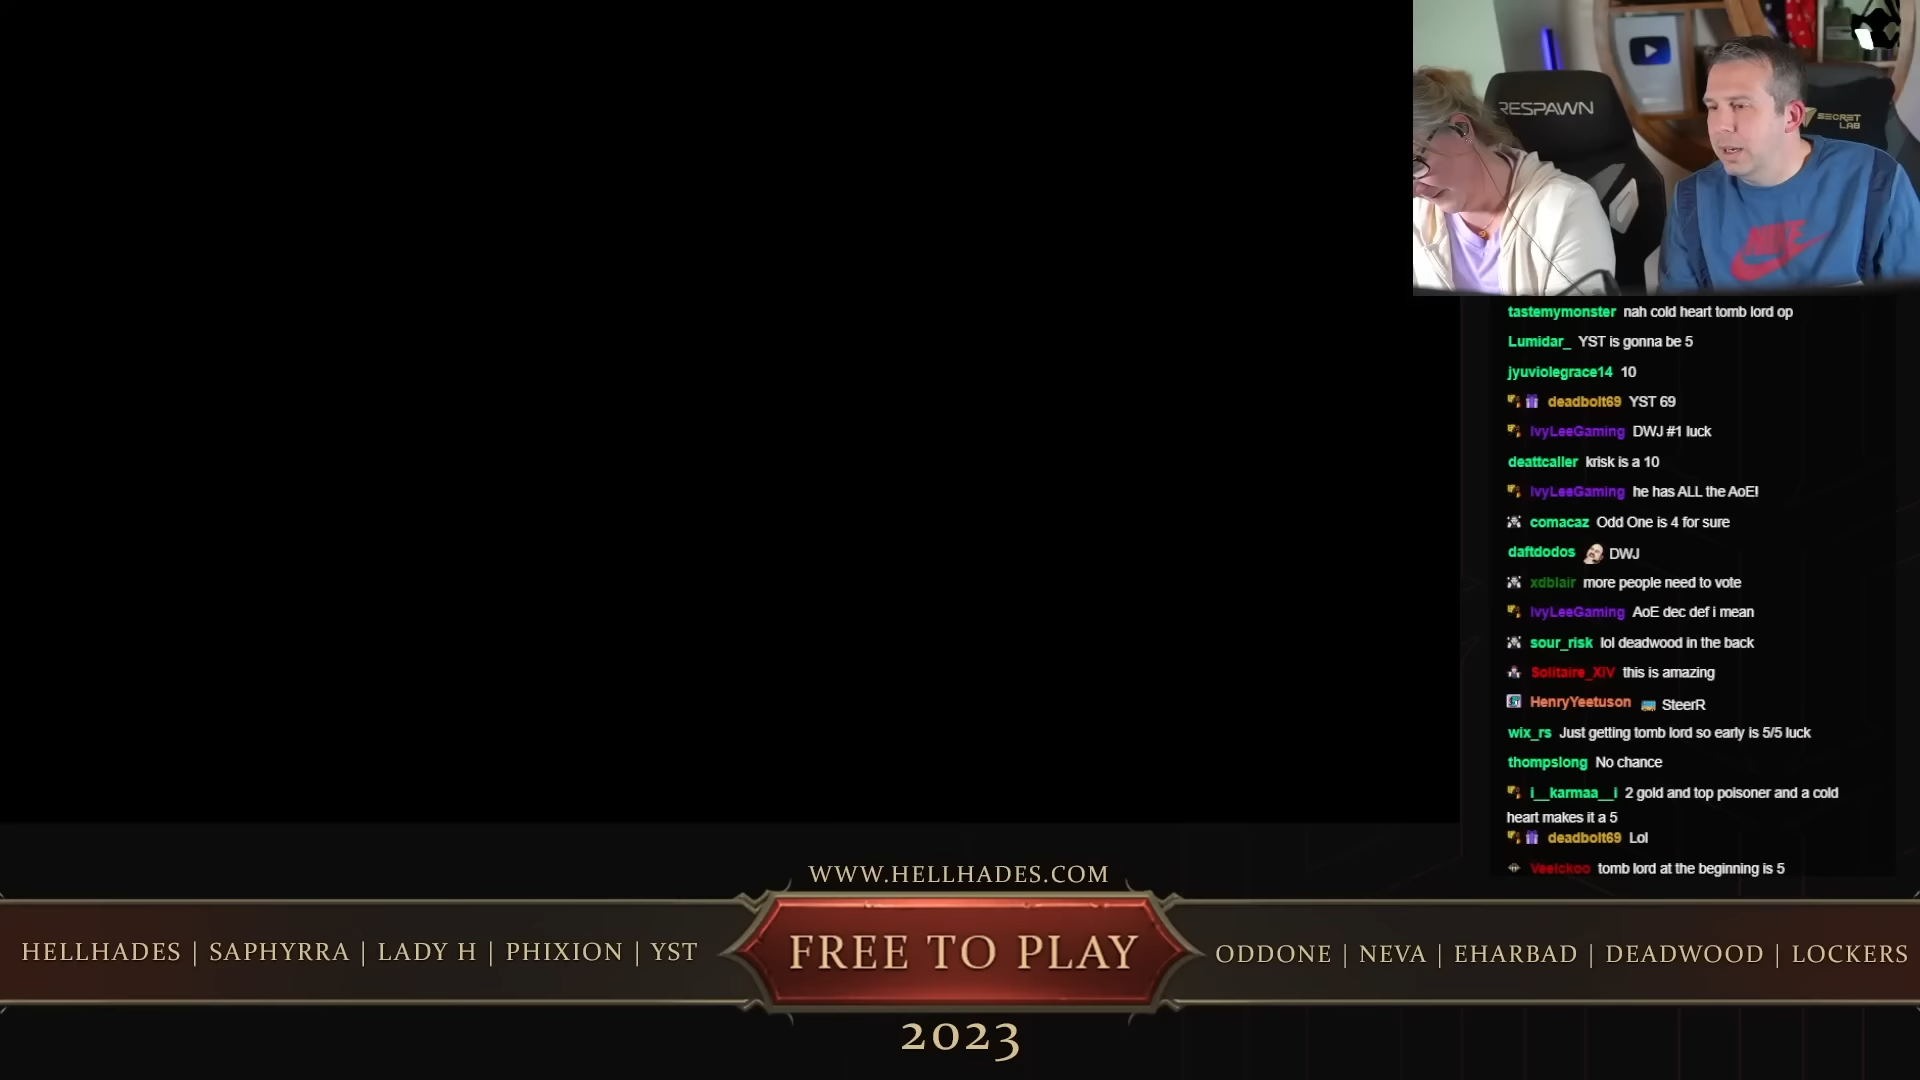 RESPAWN
SECRET
LAB
NIKE
tastemymonster nah cold heart tomb lord op
Lumidar_ YST is gonna be 5
jyuviolegrace14 10
deadbolt69 YST 69
IvyLeeGaming DWJ #1 luck
deattcaller krisk is a 10
IvyLeeGaming he has ALL the AoE!
comacaz Odd One is 4 for sure
daftdodos DWJ
xdblair more people need to vote
IvyLeeGaming AoE dec def i mean
sour_risk lol deadwood in the back
Solitaire_XIV this is amazing
HenryYeetuson SteerR
wix_rs Just getting tomb lord so early is 5/5 luck
thompslong No chance
i__karmaa__i 2 gold and top poisoner and a cold
heart makes it a 5
deadbolt69 Lol
Veelckoo tomb lord at the beginning is 5
WWW.HELLHADES.COM
HELLHADES | SAPHYRRA | LADY H | PHIXION | YST
FREE TO PLAY
ODDONE | NEVA | EHARBAD | DEADWOOD | LOCKERS
2023